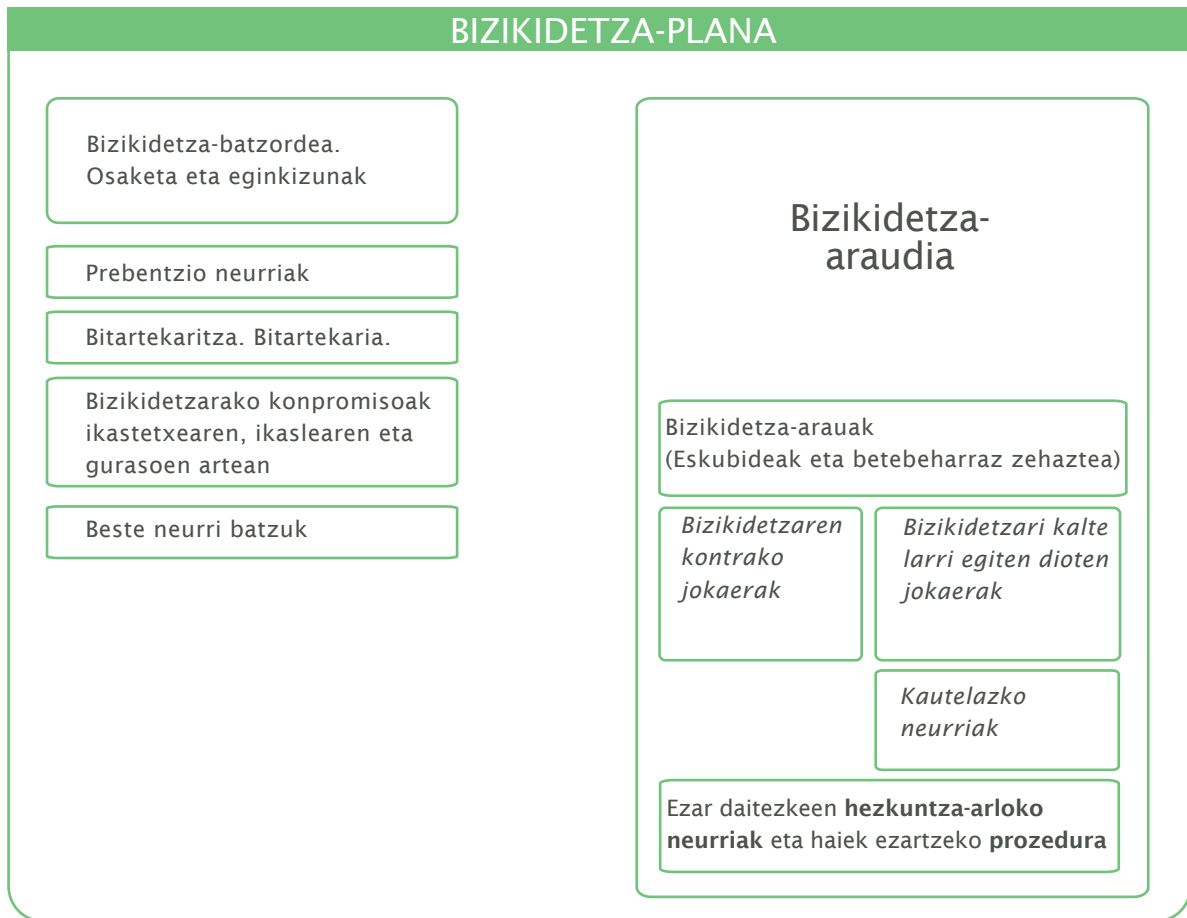 BIZIKIDETZA-PLANA
Bizikidetza-batzordea.
Osaketa eta eginkizunak
Prebentzio neurriak
Bitartekaritza. Bitartekaria.
Bizikidetzarako konpromisoak
ikastetxearen, ikaslearen eta
gurasoen artean
Beste neurri batzuk
Bizikidetza-
araudia
Bizikidetza-arauak
(Eskubideak eta betebeharraz zehaztea)
Bizikidetzaren
kontrako
jokaerak
Bizikidetzari kalte
larri egiten dioten
jokaerak
Kautelazko
neurriak
Ezar daitezkeen hezkuntza-arloko
neurriak eta haiek ezartzeko prozedura